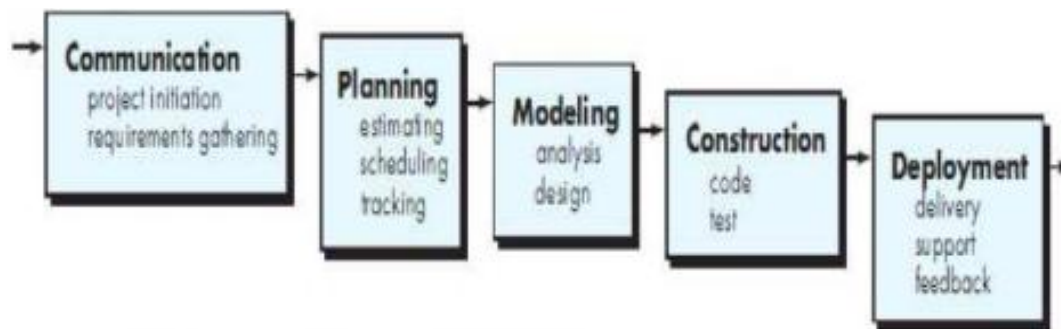 Communication
project initiation
requirements gathering
Planning
estimating
scheduling
tracking
Modeling
analysis
design
Construction
code
test
Deployment
delivery
support
feedback